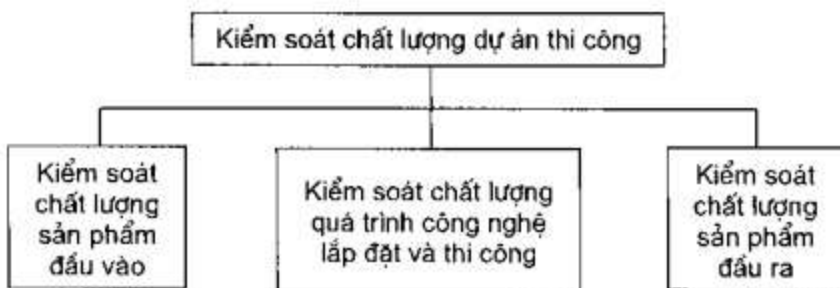 Kiểm soát chất lượng dự án thi công
Kiểm soát
chất lượng
sản phẩm
đầu vào
Kiểm soát chất lượng
quá trình công nghệ
lắp đặt và thi công
Kiểm soát
chất lượng
sản phẩm
đầu ra